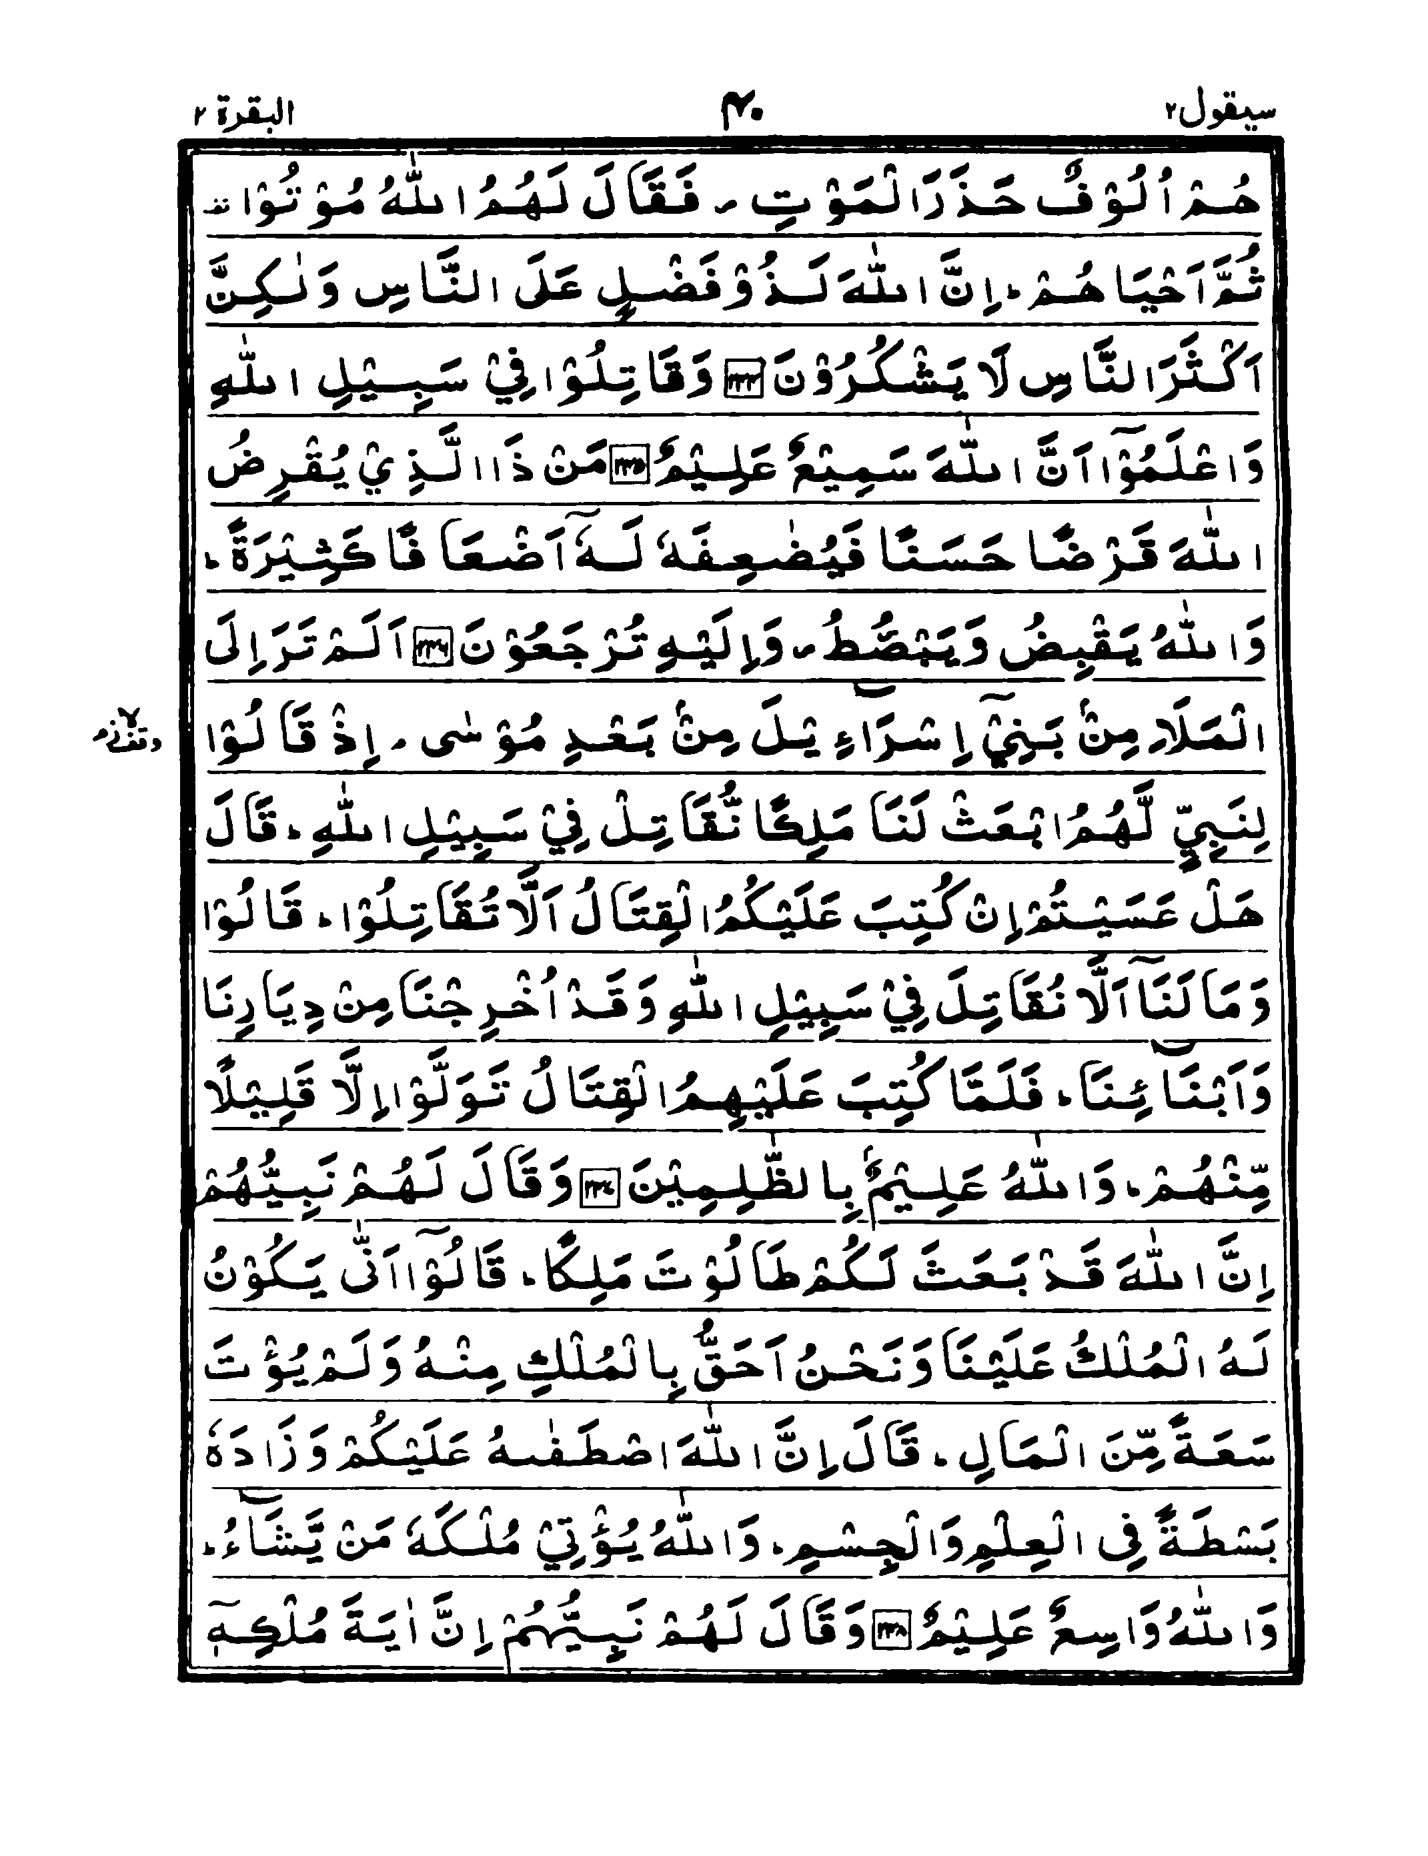 سيقول ٢ ٤٠ البقرة ٢
هُمْ اُلُوْفٌ حَذَرَ الْمَوْتِ ۪ فَقَالَ لَهُمُ اللّٰهُ مُوْتُوْا
ثُمَّ اَحْيَاهُمْ ؕ اِنَّ اللّٰهَ لَذُوْ فَضْلٍ عَلَى النَّاسِ وَلٰكِنَّ
اَكْثَرَ النَّاسِ لَا يَشْكُرُوْنَ وَقَاتِلُوْا فِيْ سَبِيْلِ اللّٰهِ
وَاعْلَمُوْٓا اَنَّ اللّٰهَ سَمِيْعٌ عَلِيْمٌ ٢٤٥ مَنْ ذَا الَّذِيْ يُقْرِضُ
اللّٰهَ قَرْضًا حَسَنًا فَيُضٰعِفَهٗ لَهٗٓ اَضْعَافًا كَثِيْرَةً ؕ
وَاللّٰهُ يَقْبِضُ وَيَبْصُّطُ ۪ وَاِلَيْهِ تُرْجَعُوْنَ ٢٤٦ اَلَمْ تَرَ اِلَى
الْمَلَاِ مِنْۢ بَنِيْٓ اِسْرَآءِيْلَ مِنْۢ بَعْدِ مُوْسٰى ۘ اِذْ قَالُوْا
وقف لازم
لِنَبِيٍّ لَّهُمُ ابْعَثْ لَنَا مَلِكًا نُّقَاتِلْ فِيْ سَبِيْلِ اللّٰهِ ؕ قَالَ
هَلْ عَسَيْتُمْ اِنْ كُتِبَ عَلَيْكُمُ الْقِتَالُ اَلَّا تُقَاتِلُوْا ؕ قَالُوْا
وَمَا لَنَآ اَلَّا نُقَاتِلَ فِيْ سَبِيْلِ اللّٰهِ وَقَدْ اُخْرِجْنَا مِنْ دِيَارِنَا
وَاَبْنَآئِنَا ؕ فَلَمَّا كُتِبَ عَلَيْهِمُ الْقِتَالُ تَوَلَّوْا اِلَّا قَلِيْلًا
مِّنْهُمْ ؕ وَاللّٰهُ عَلِيْمٌۢ بِالظّٰلِمِيْنَ ٢٤٧ وَقَالَ لَهُمْ نَبِيُّهُمْ
اِنَّ اللّٰهَ قَدْ بَعَثَ لَكُمْ طَالُوْتَ مَلِكًا ؕ قَالُوْٓا اَنّٰى يَكُوْنُ
لَهُ الْمُلْكُ عَلَيْنَا وَنَحْنُ اَحَقُّ بِالْمُلْكِ مِنْهُ وَلَمْ يُؤْتَ
سَعَةً مِّنَ الْمَالِ ؕ قَالَ اِنَّ اللّٰهَ اصْطَفٰىهُ عَلَيْكُمْ وَزَادَهٗ
بَسْطَةً فِى الْعِلْمِ وَالْجِسْمِ ؕ وَاللّٰهُ يُؤْتِيْ مُلْكَهٗ مَنْ يَّشَآءُ ؕ
وَاللّٰهُ وَاسِعٌ عَلِيْمٌ ٢٤٨ وَقَالَ لَهُمْ نَبِيُّهُمْ اِنَّ اٰيَةَ مُلْكِهٖٓ